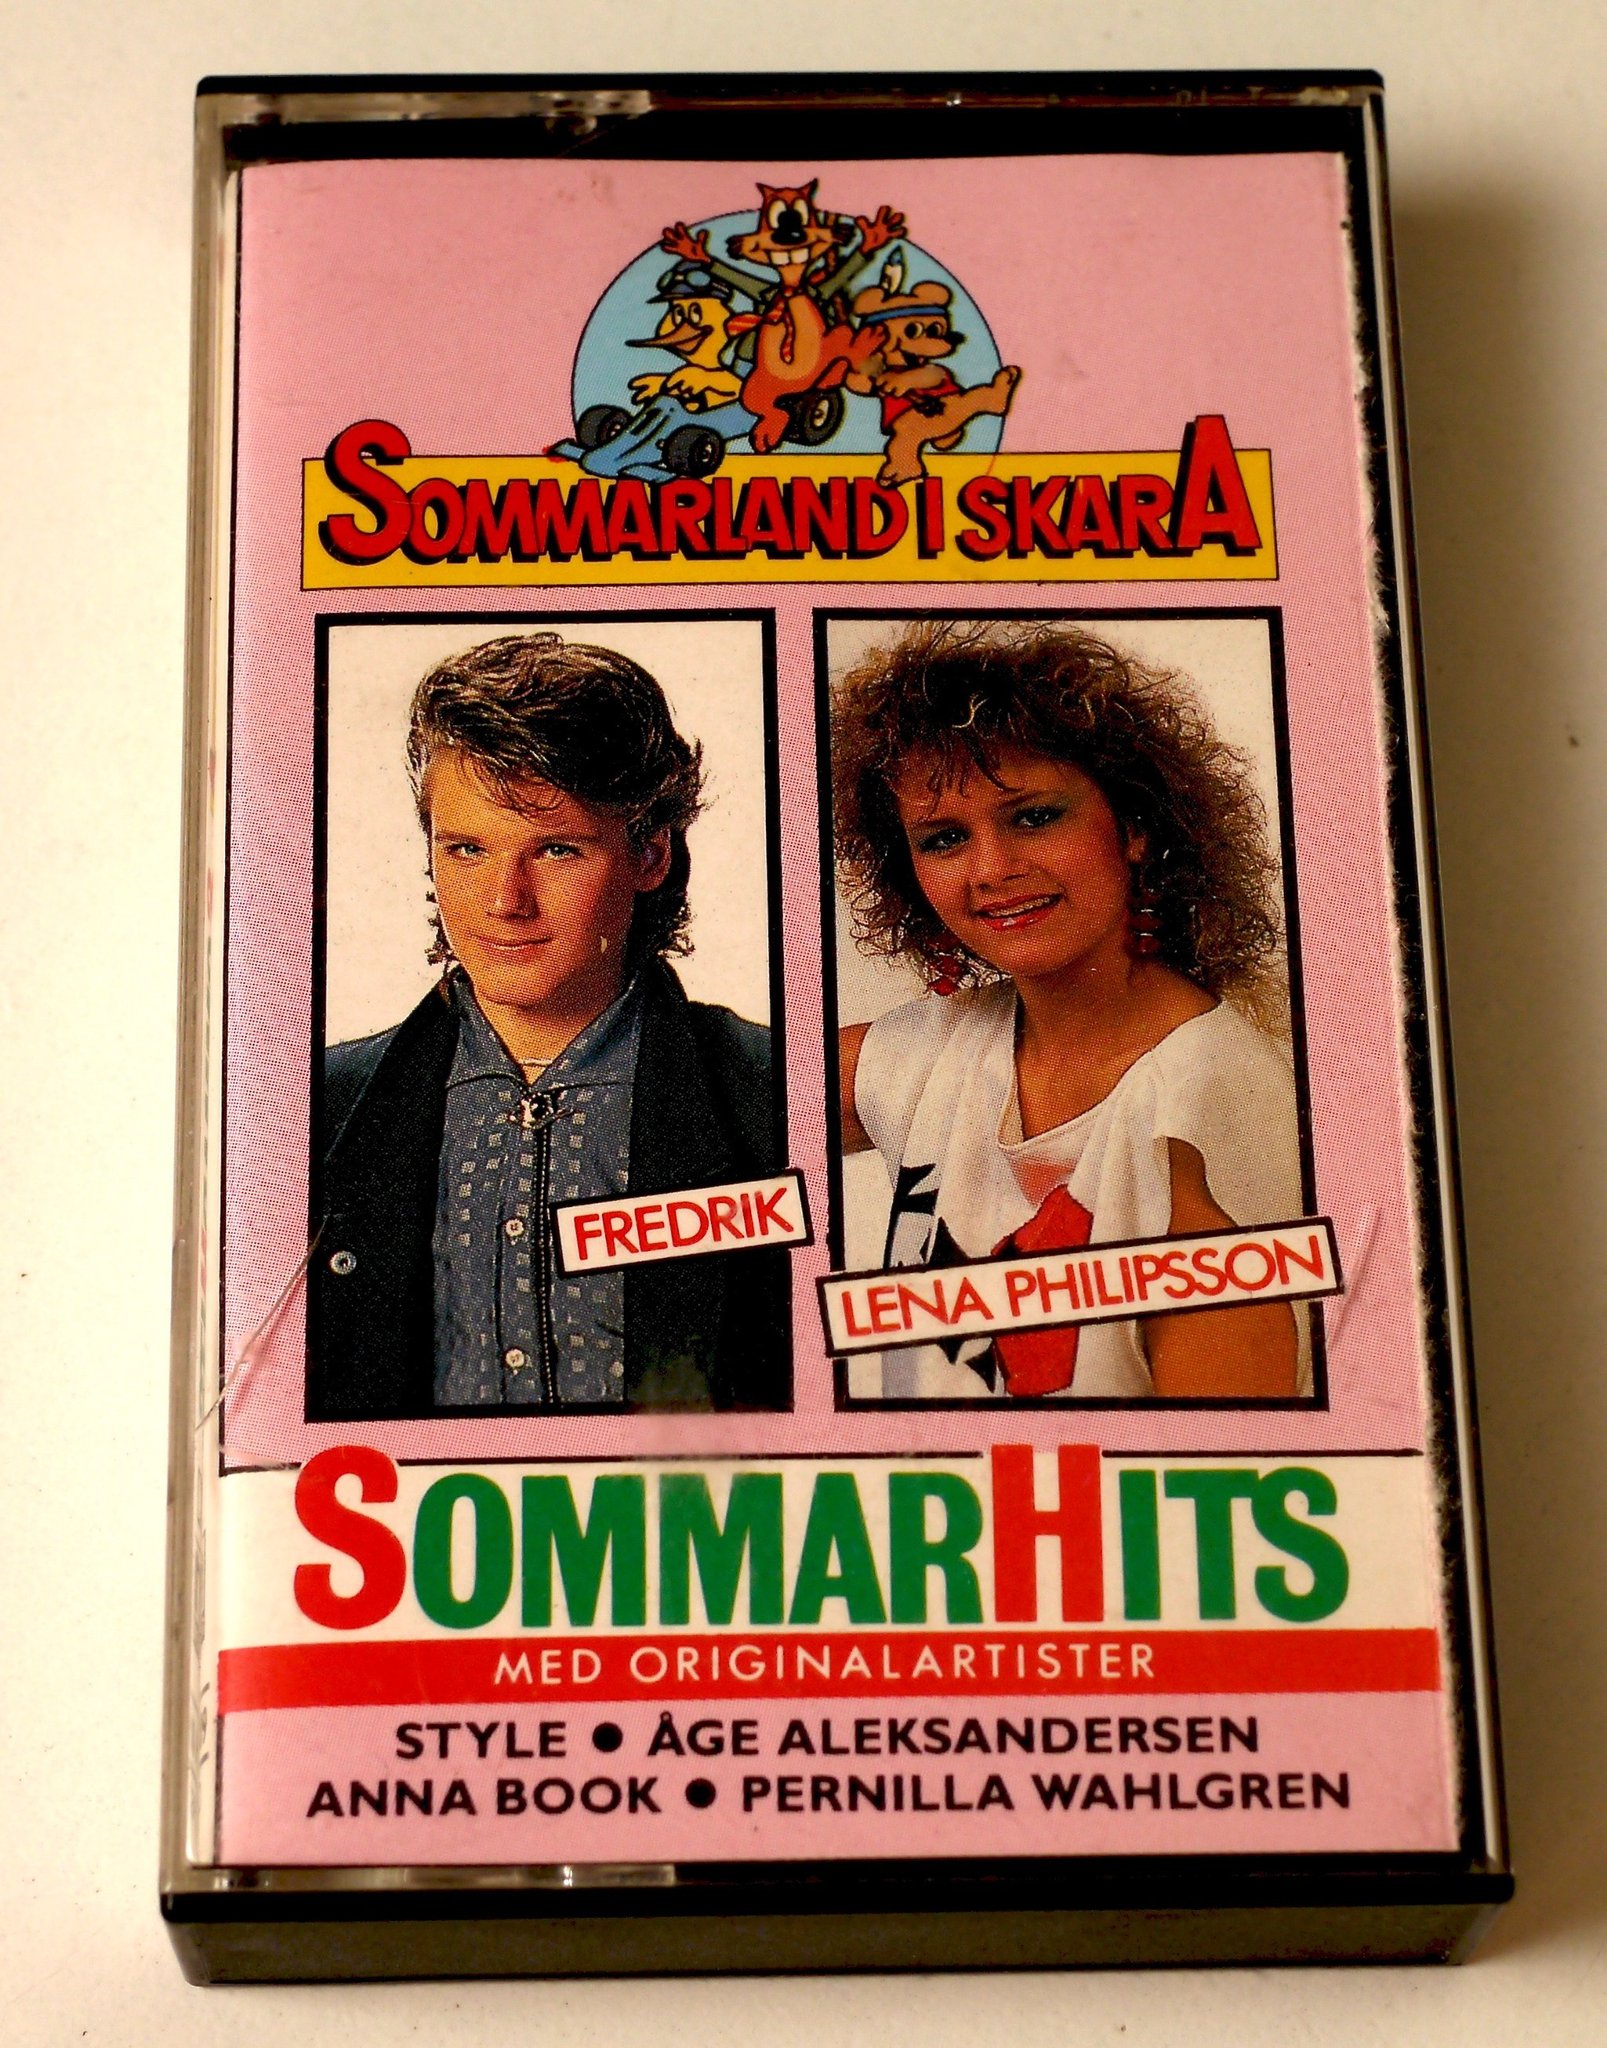 SOMMARLAND I SKARA
FREDRIK
LENA PHILIPSSON
SOMMARHITS
MED ORIGINALARTISTER
STYLE ● ÅGE ALEKSANDERSEN
ANNA BOOK ● PERNILLA WAHLGREN